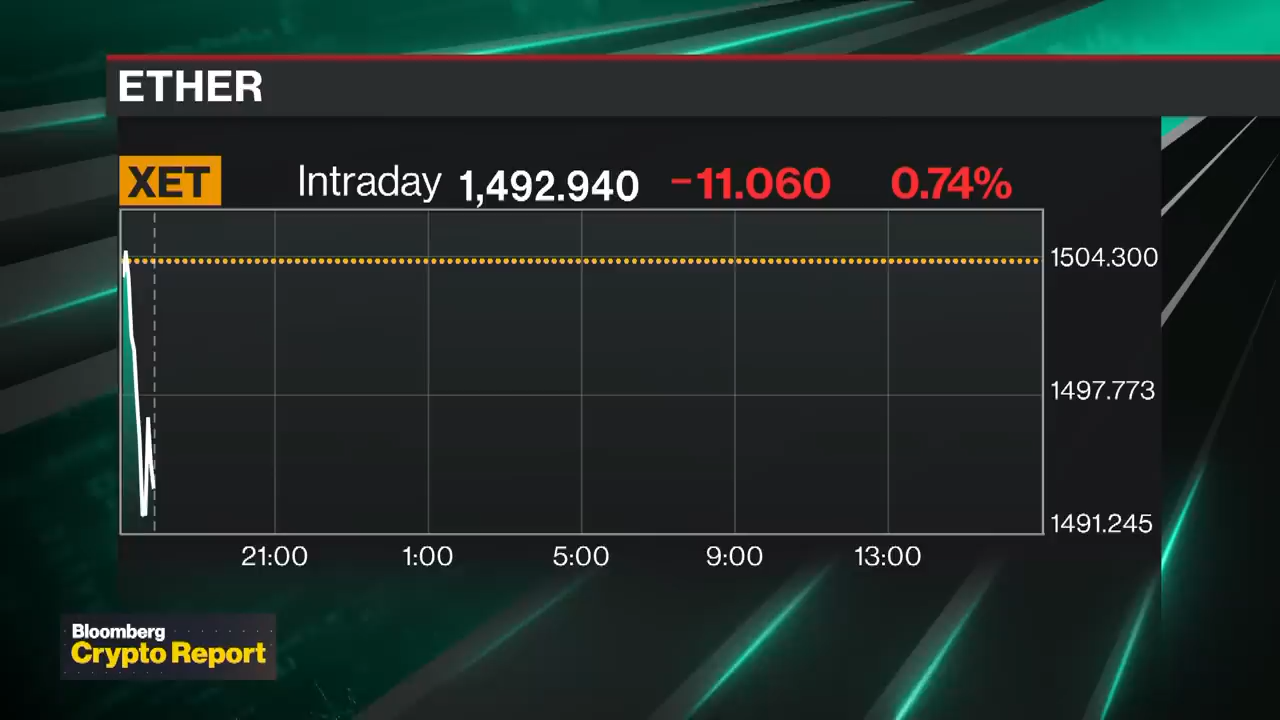 ETHER
XET Intraday 1,492.940 -11.060 0.74%
1504.300
1497.773
1491.245
21:00 1:00 5:00 9:00 13:00
Bloomberg
Crypto Report